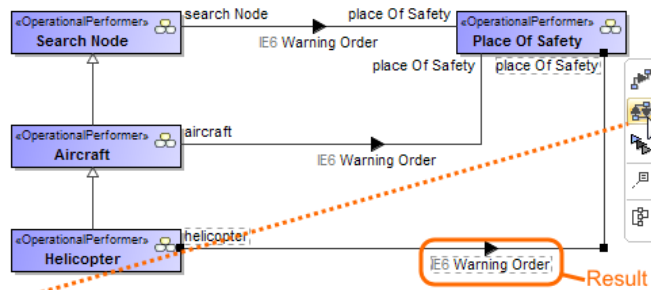 search Node
place Of Safety
«OperationalPerformer»
Search Node
IE6 Warning Order
«OperationalPerformer»
Place Of Safety
place Of Safety
place Of Safety
«OperationalPerformer»
Aircraft
aircraft
IE6 Warning Order
«OperationalPerformer»
Helicopter
helicopter
IE6 Warning Order
Result